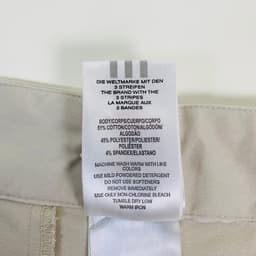 DIE WELTMARKE MIT DEN
3 STREIFEN
THE BRAND WITH THE
3 STRIPES
LA MARQUE AUX
3 BANDES
BODY/CORPS/CUERPO/CORPO
51% COTTON/COTON/ALGODÓN/
ALGODÃO
45% POLYESTER/POLIESTER/
POLIÉSTER
4% SPANDEX/ELASTANO
MACHINE WASH WARM WITH LIKE
COLORS
USE MILD POWDERED DETERGENT
DO NOT USE SOFTENERS
REMOVE IMMEDIATELY
USE ONLY NON-CHLORINE BLEACH
TUMBLE DRY LOW
WARM IRON